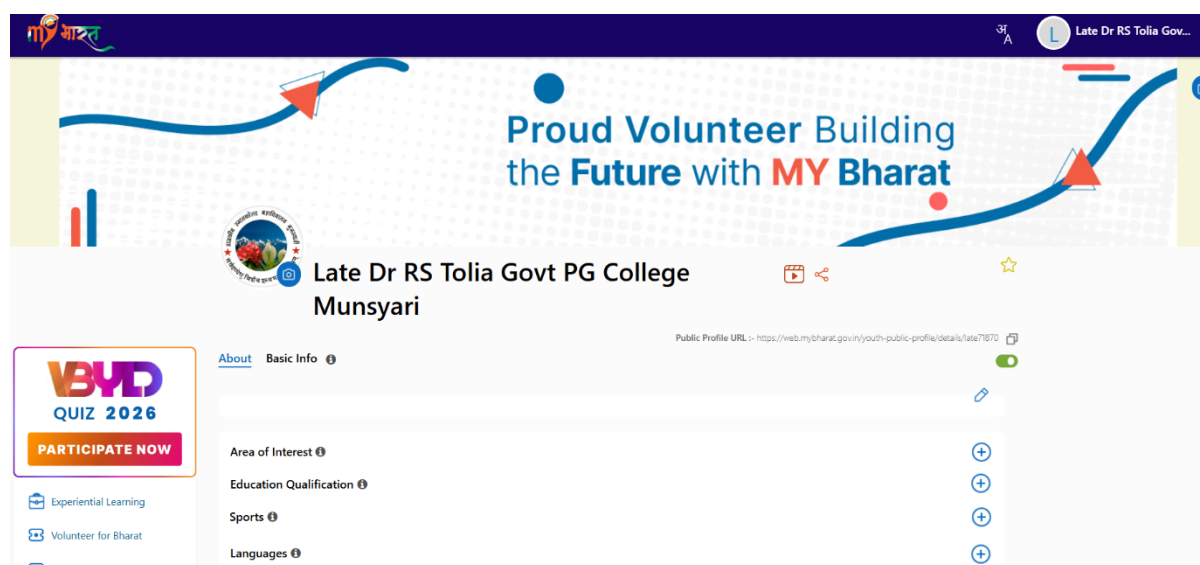 my भारत
अ
A
L
Late Dr RS Tolia Gov...
Proud Volunteer Building
the Future with MY Bharat
Late Dr RS Tolia Govt PG College
Munsyari
Public Profile URL :- https://web.mybharat.gov.in/youth-public-profile/details/late71870
About Basic Info
VBYD
QUIZ 2026
PARTICIPATE NOW
Experiential Learning
Volunteer for Bharat
Area of Interest
Education Qualification
Sports
Languages